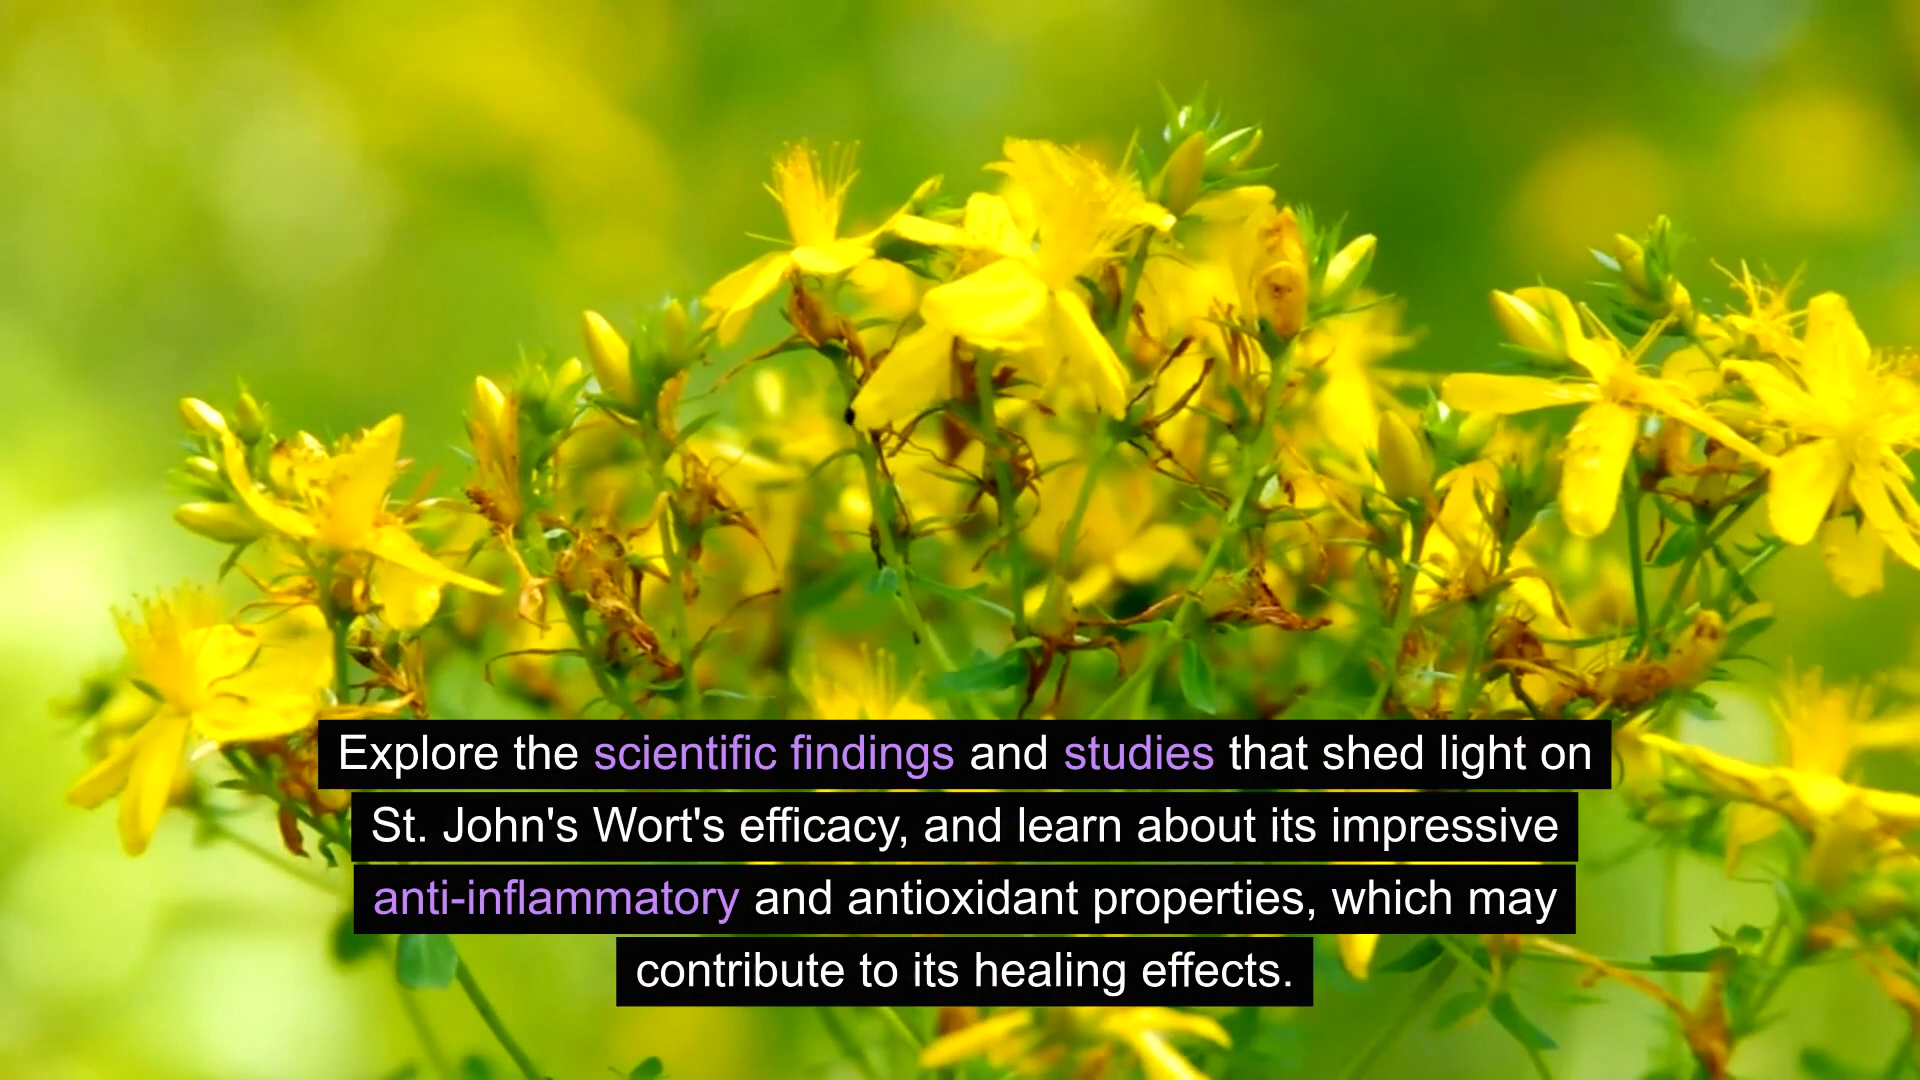 Explore the scientific findings and studies that shed light on
St. John's Wort's efficacy, and learn about its impressive
anti-inflammatory and antioxidant properties, which may
contribute to its healing effects.